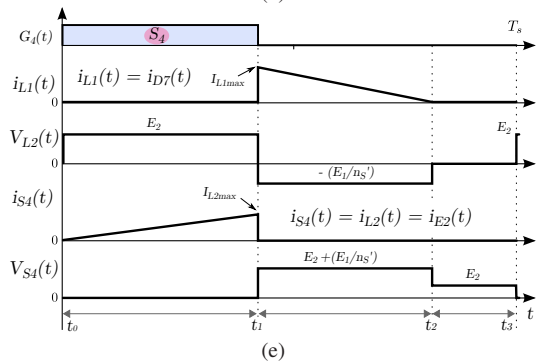 G4(t)
S4
Ts
iL1(t)
iL1(t) = iD7(t)
IL1max
0
VL2(t)
E2
E2
0
- (E1/nS')
iS4(t)
IL2max
iS4(t) = iL2(t) = iE2(t)
0
VS4(t)
E2+(E1/nS')
E2
0
t0
t1
t2
t3
t
(e)